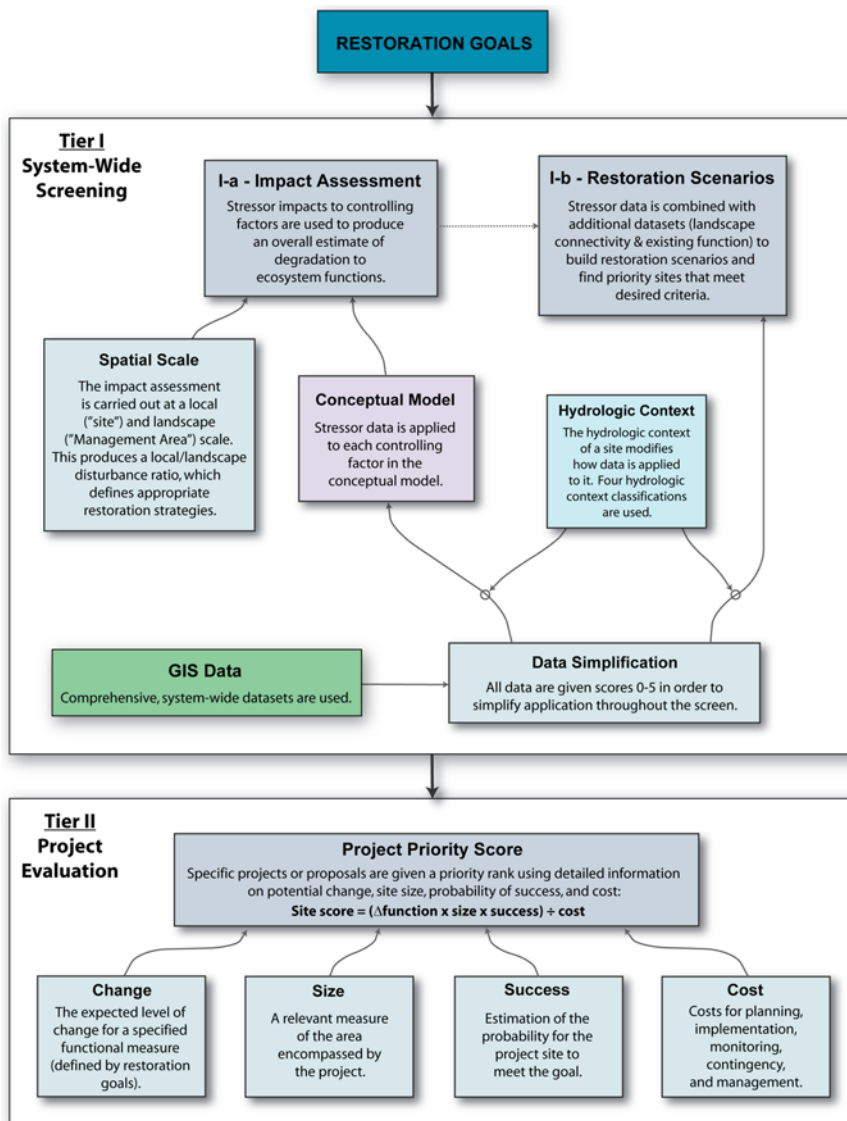 RESTORATION GOALS
Tier I
System-Wide
Screening
I-a - Impact Assessment
Stressor impacts to controlling
factors are used to produce
an overall estimate of
degradation to
ecosystem functions.
I-b - Restoration Scenarios
Stressor data is combined with
additional datasets (landscape
connectivity & existing function) to
build restoration scenarios and
find priority sites that meet
desired criteria.
Spatial Scale
The impact assessment
is carried out at a local
("site") and landscape
("Management Area") scale.
This produces a local/landscape
disturbance ratio, which
defines appropriate
restoration strategies.
Conceptual Model
Stressor data is applied
to each controlling
factor in the
conceptual model.
Hydrologic Context
The hydrologic context
of a site modifies
how data is applied
to it. Four hydrologic
context classifications
are used.
GIS Data
Comprehensive, system-wide datasets are used.
Data Simplification
All data are given scores 0-5 in order to
simplify application throughout the screen.
Tier II
Project
Evaluation
Project Priority Score
Specific projects or proposals are given a priority rank using detailed information
on potential change, site size, probability of success, and cost:
Site score = (Δfunction x size x success) ÷ cost
Change
The expected level of
change for a specified
functional measure
(defined by restoration
goals).
Size
A relevant measure
of the area
encompassed by
the project.
Success
Estimation of the
probability for the
project site to
meet the goal.
Cost
Costs for planning,
implementation,
monitoring,
contingency,
and management.